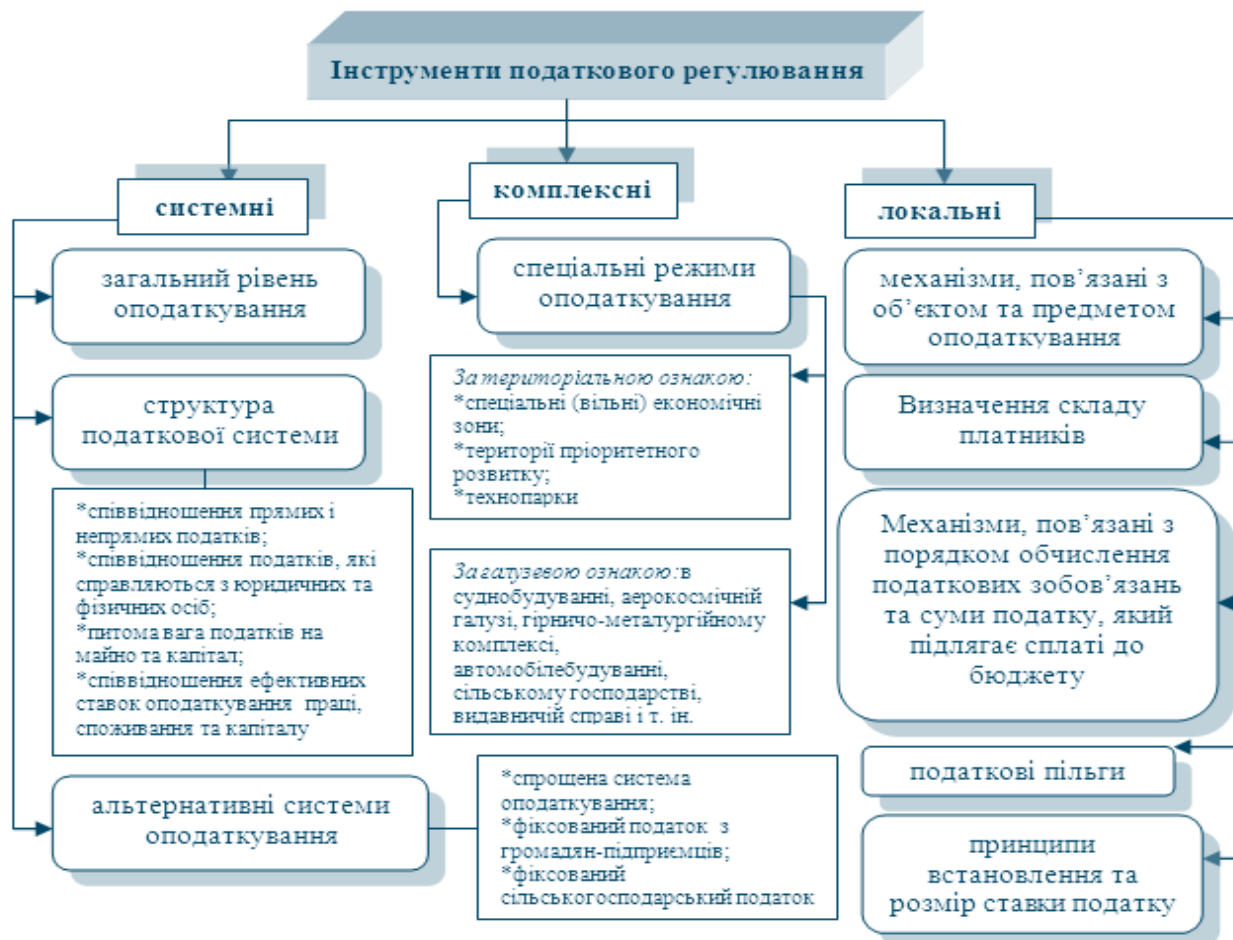 Інструменти податкового регулювання
системні
загальний рівень
оподаткування
структура
податкової системи
*співвідношення прямих і
непрямих податків;
*співвідношення податків, які
справляються з юридичних та
фізичних осіб;
*питома вага податків на
майно та капітал;
*співвідношення ефективних
ставок оподаткування праці,
споживання та капіталу
альтернативні системи
оподаткування
*спрощена система
оподаткування;
*фіксований податок з
громадян-підприємців;
*фіксований
сільськогосподарський податок
комплексні
спеціальні режими
оподаткування
За територіальною ознакою:
*спеціальні (вільні) економічні
зони;
*території пріоритетного
розвитку;
*технопарки
За галузевою ознакою: в
суднобудуванні, аерокосмічній
галузі, гірничо-металургійному
комплексі,
автомобілебудуванні,
сільському господарстві,
видавничій справі і т. ін.
локальні
механізми, пов’язані з
об’єктом та предметом
оподаткування
Визначення складу
платників
Механізми, пов’язані з
порядком обчислення
податкових зобов’язань
та суми податку, який
підлягає сплаті до
бюджету
податкові пільги
принципи
встановлення та
розмір ставки податку